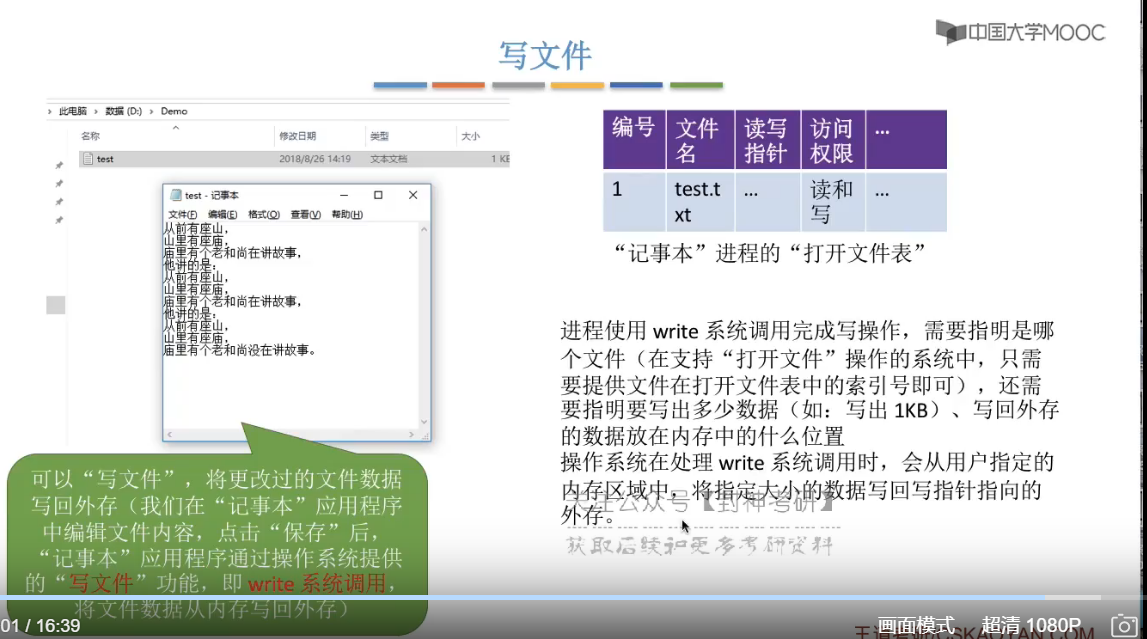 中国大学MOOC
写文件
此电脑 › 数据 (D:) › Demo
名称 修改日期 类型 大小
test 2018/8/26 14:19 文本文档 1 KB
test - 记事本
文件(F) 编辑(E) 格式(O) 查看(V) 帮助(H)
从前有座山，
山里有座庙，
庙里有个老和尚在讲故事，
他讲的是：
从前有座山，
山里有座庙，
庙里有个老和尚在讲故事，
他讲的是：
从前有座山，
山里有座庙，
庙里有个老和尚没在讲故事。
可以“写文件”，将更改过的文件数据
写回外存（我们在“记事本”应用程序
中编辑文件内容，点击“保存”后，
“记事本”应用程序通过操作系统提供
的“写文件”功能，即 write 系统调用，
将文件数据从内存写回外存）
编号 文件名 读写指针 访问权限 ...
1 test.txt ... 读和写 ...
“记事本”进程的“打开文件表”
进程使用 write 系统调用完成写操作，需要指明是哪
个文件（在支持“打开文件”操作的系统中，只需
要提供文件在打开文件表中的索引号即可），还需
要指明要写出多少数据（如：写出 1KB）、写回外存
的数据放在内存中的什么位置
操作系统在处理 write 系统调用时，会从用户指定的
内存区域中，将指定大小的数据写回写指针指向的
外存。
关注公众号【封神考研】
获取后续和更多考研资料
01 / 16:39
画面模式 超清 1080P